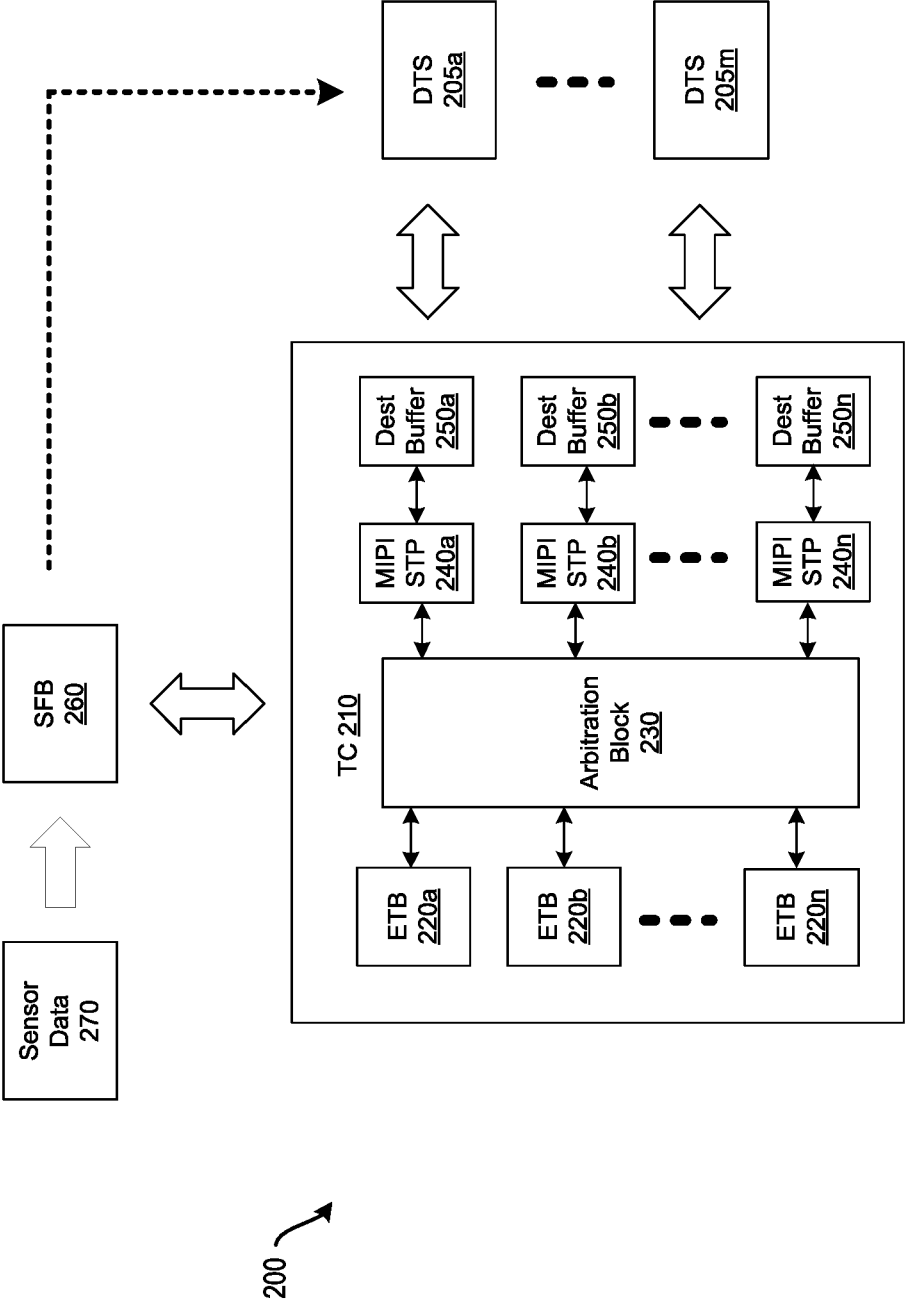 200
Sensor
Data
270
SFB
260
TC 210
ETB
220a
ETB
220b
ETB
220n
Arbitration
Block
230
MIPI
STP
240a
MIPI
STP
240b
MIPI
STP
240n
Dest
Buffer
250a
Dest
Buffer
250b
Dest
Buffer
250n
DTS
205a
DTS
205m